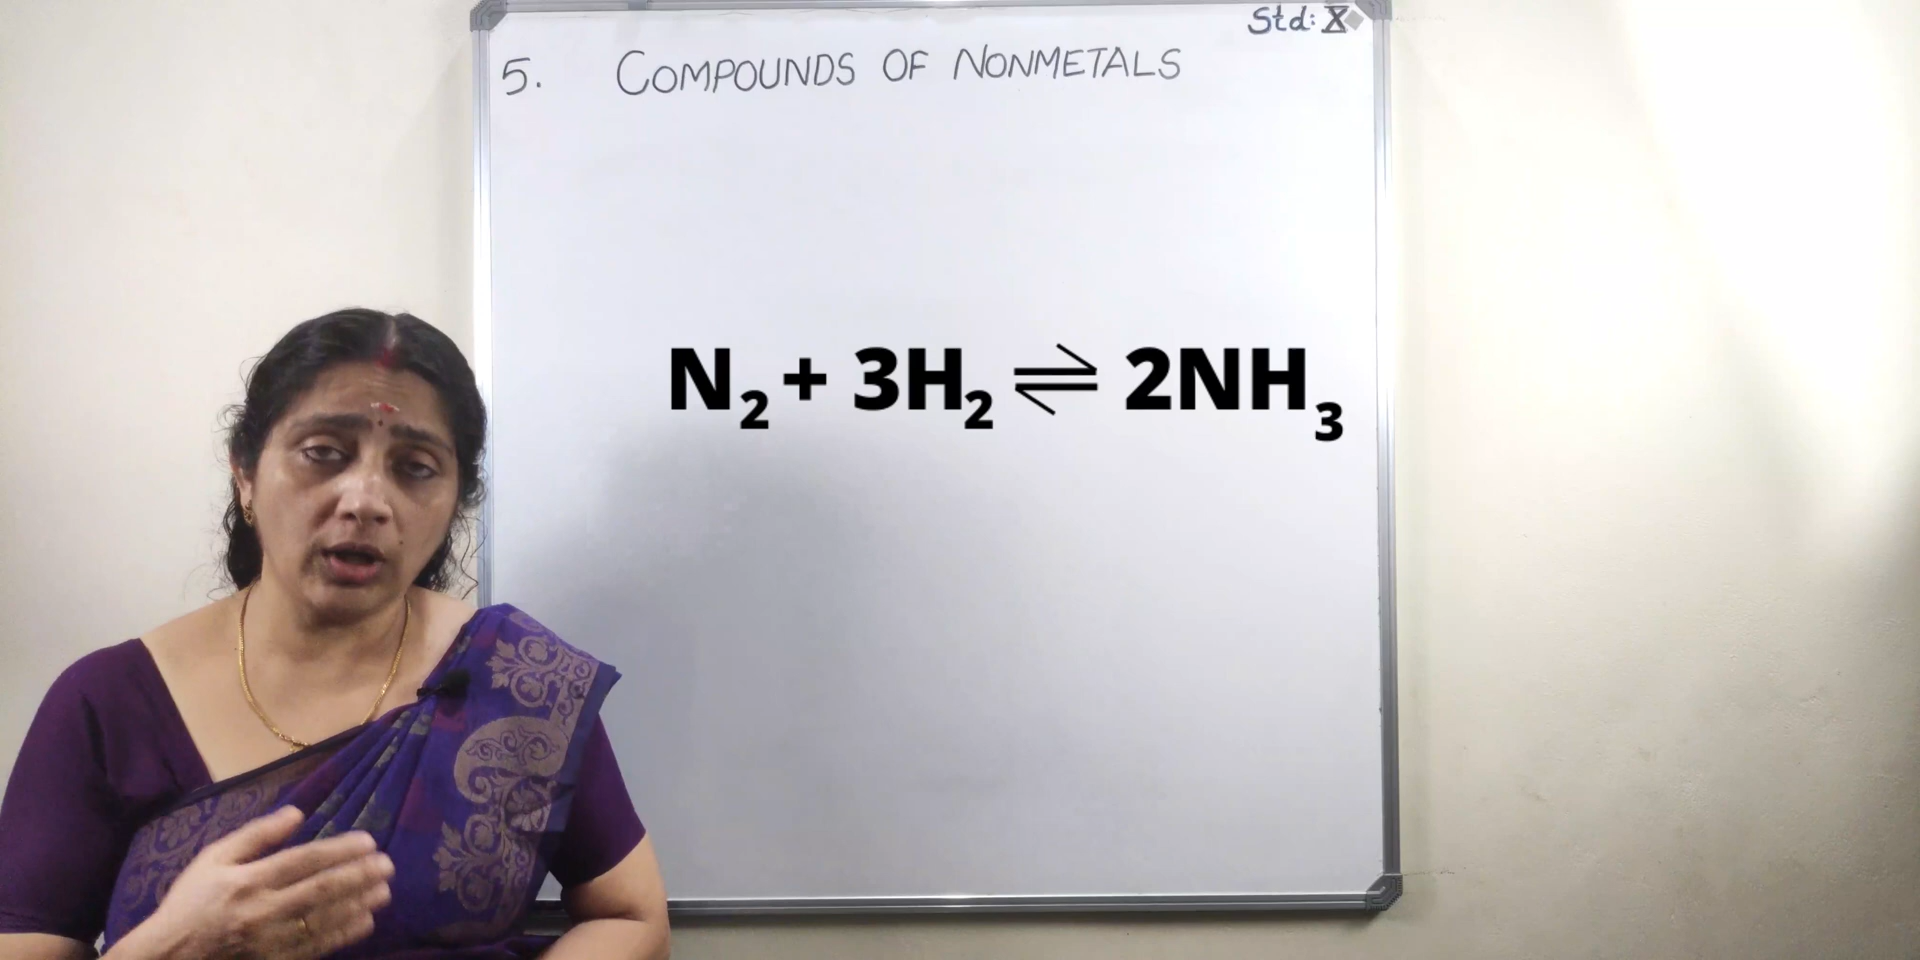 Std: X
5. COMPOUNDS OF NONMETALS
N₂ + 3H₂ ⇌ 2NH₃